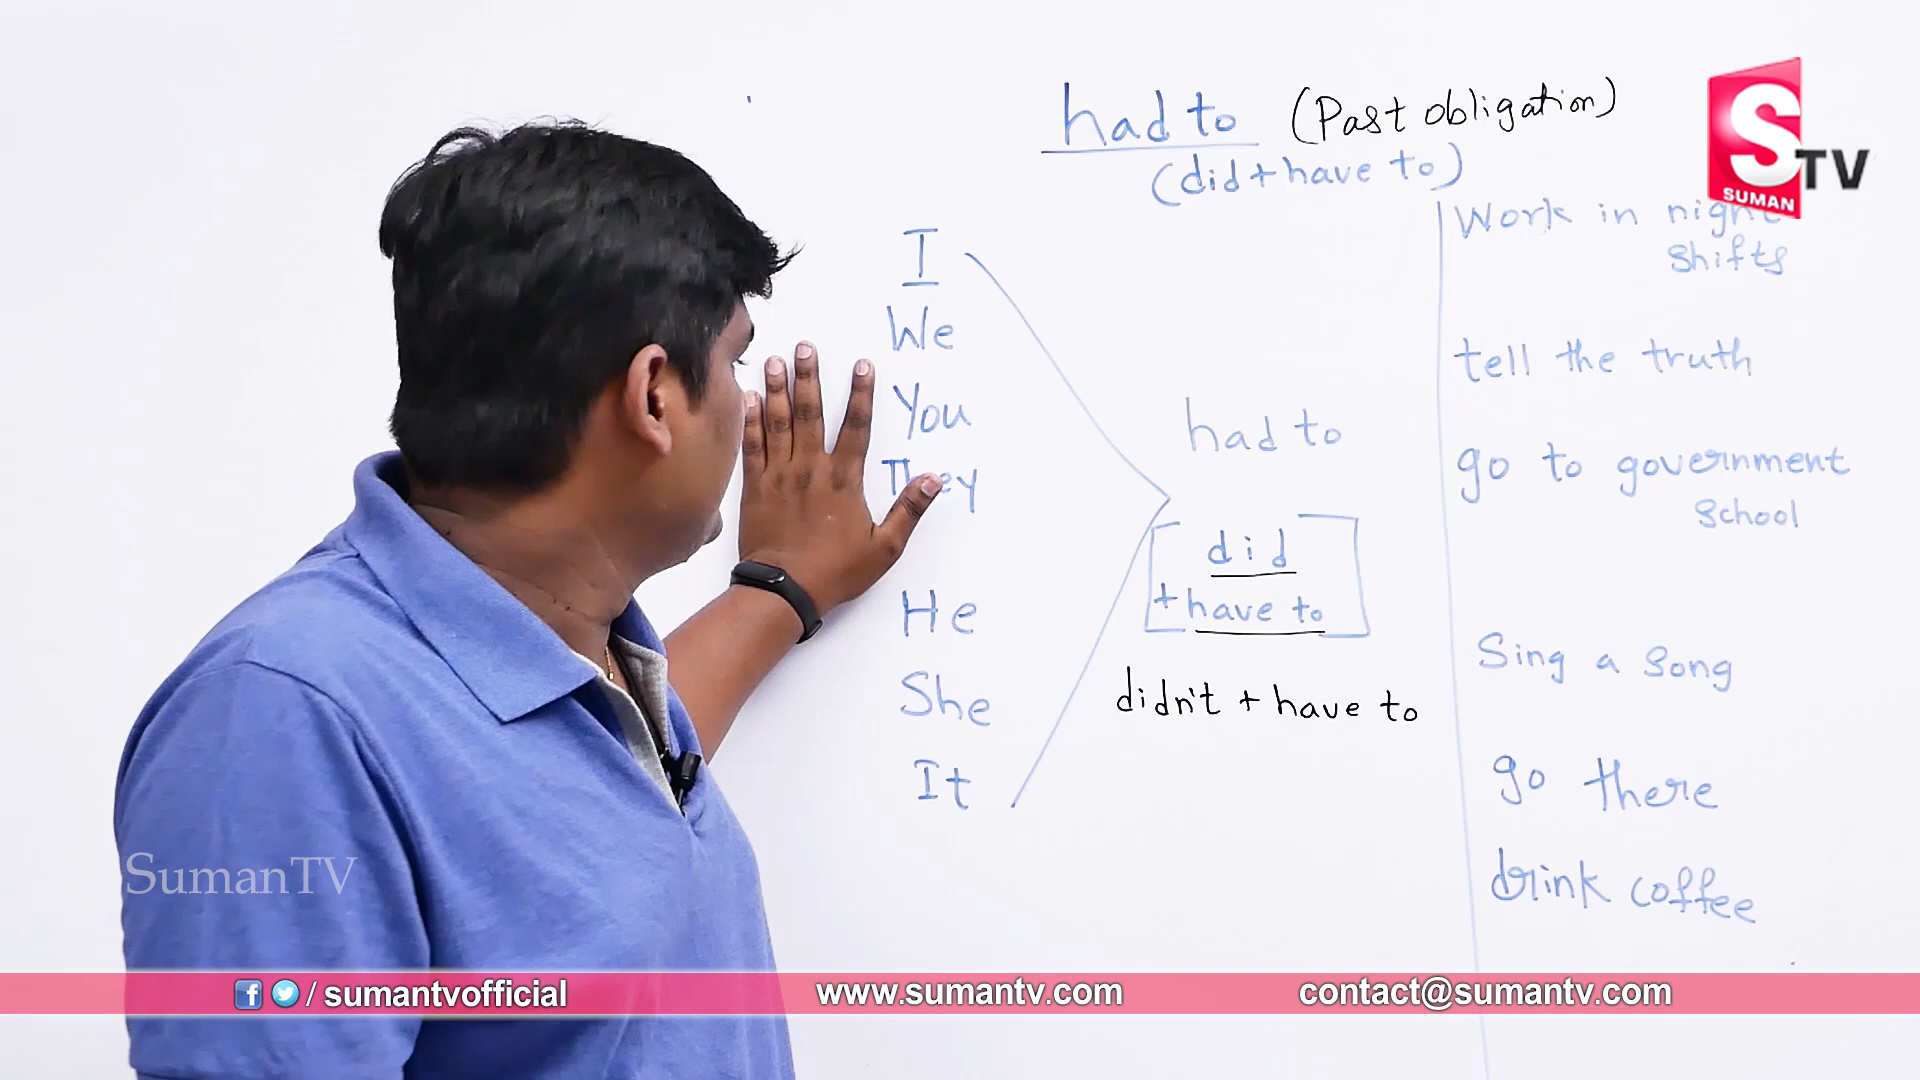 had to (Past obligation)
(did + have to)
S TV
SUMAN
I
We
You
They
He
She
It
had to
did
+ have to
didn't + have to
Work in night
shifts
tell the truth
go to government
school
Sing a song
go there
drink coffee
SumanTV
/ sumantvofficial
www.sumantv.com
contact@sumantv.com